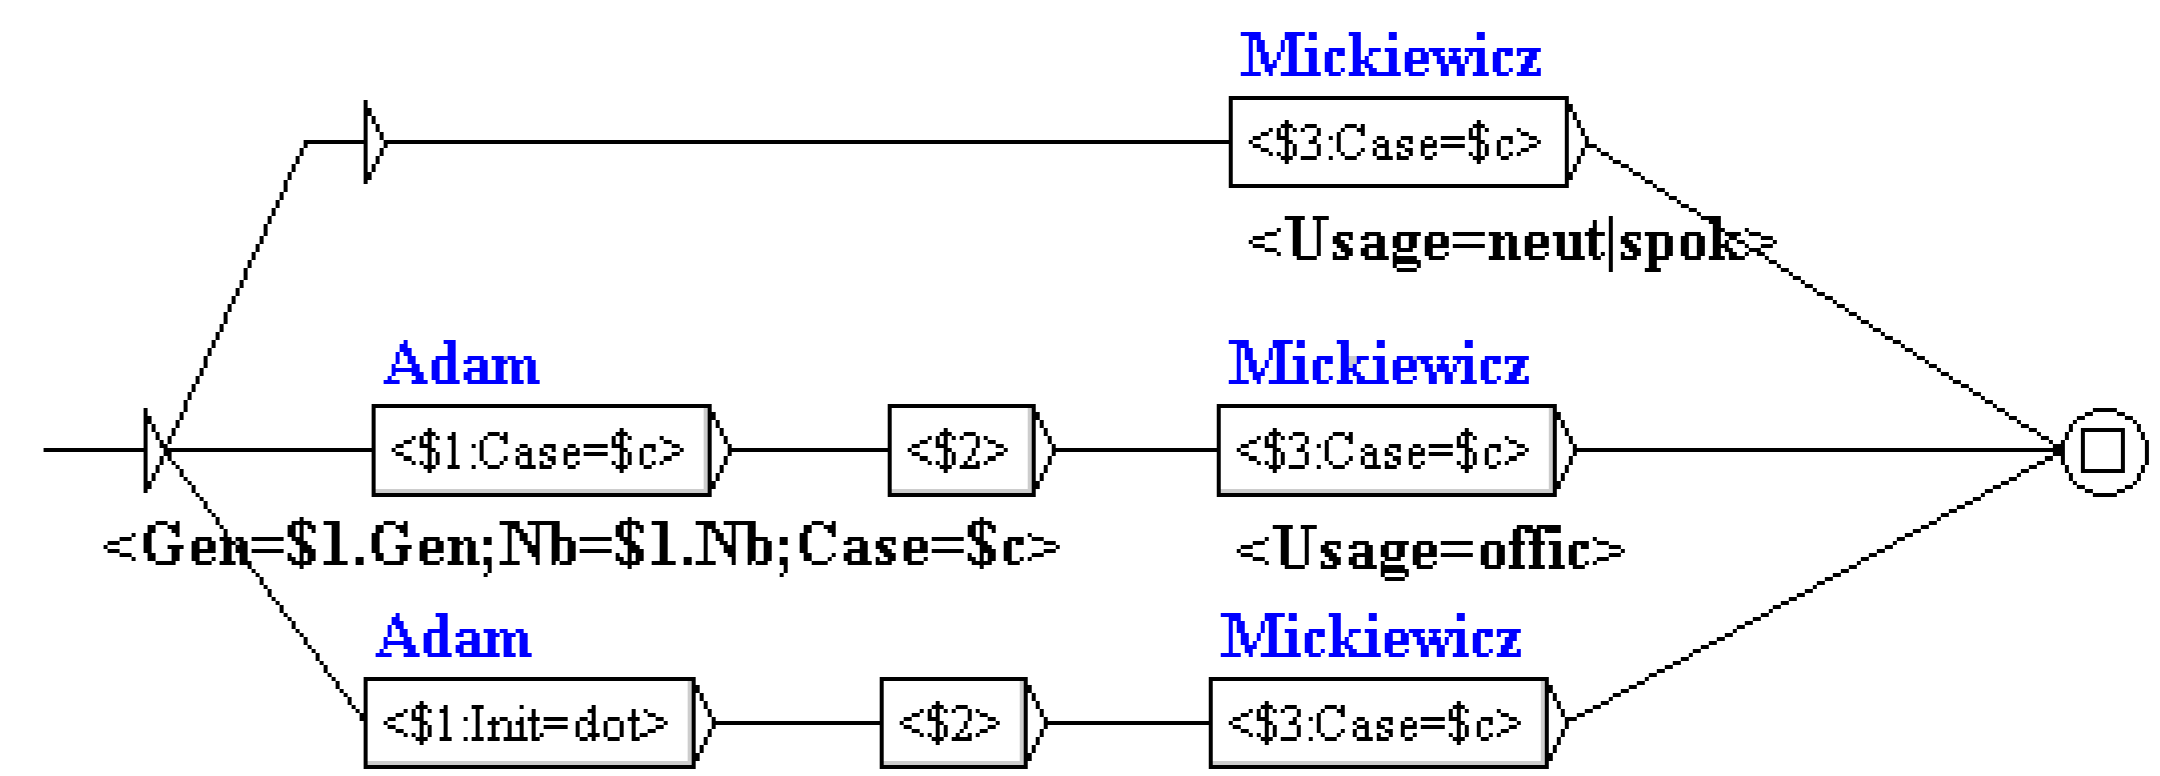 Mickiewicz
<$3:Case=$c>
<Usage=neut|spok>
Adam Mickiewicz
<$1:Case=$c> <$2> <$3:Case=$c>
<Gen=$1.Gen;Nb=$1.Nb;Case=$c> <Usage=offic>
Adam Mickiewicz
<$1:Init=dot> <$2> <$3:Case=$c>